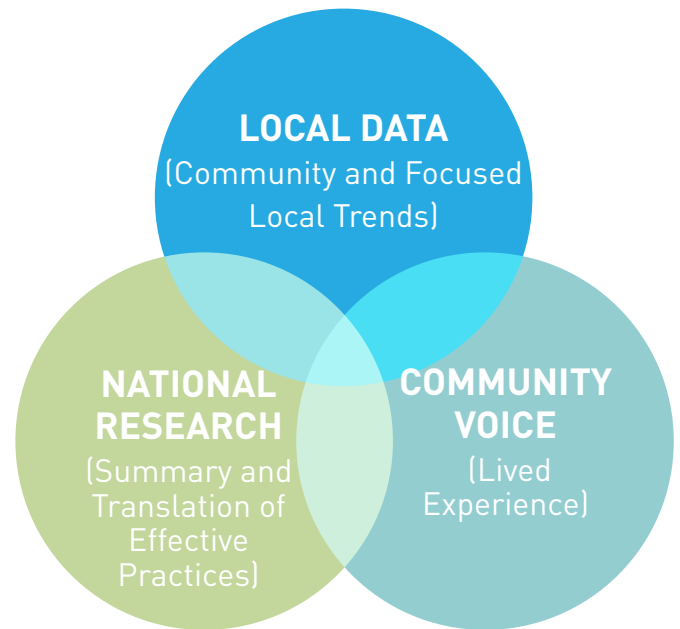 LOCAL DATA
(Community and Focused
Local Trends)
NATIONAL
RESEARCH
(Summary and
Translation of
Effective
Practices)
COMMUNITY
VOICE
(Lived
Experience)